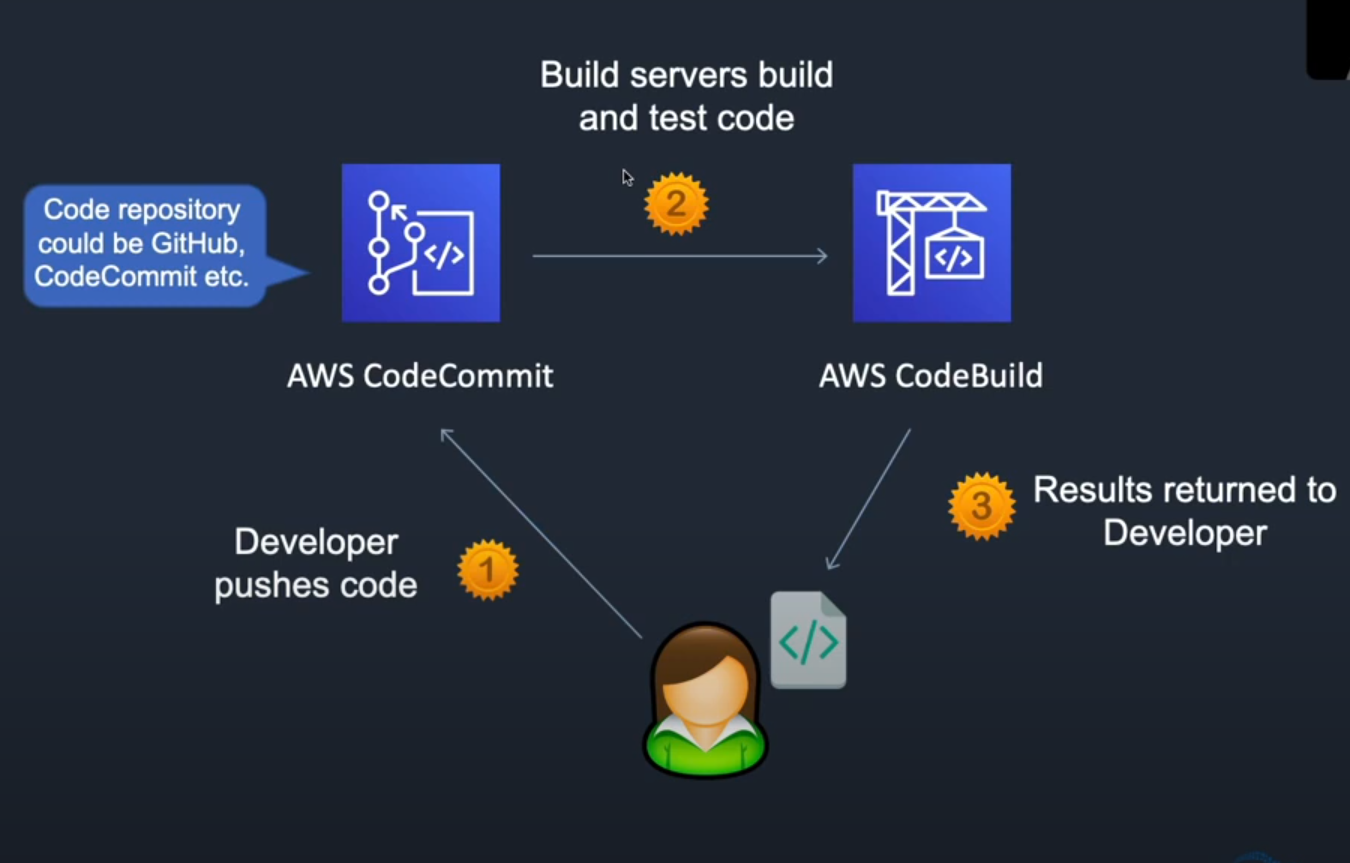 Build servers build
and test code
2
Code repository
could be GitHub,
CodeCommit etc.
</>
</>
AWS CodeCommit
AWS CodeBuild
3
Results returned to
Developer
Developer
pushes code
1
</>